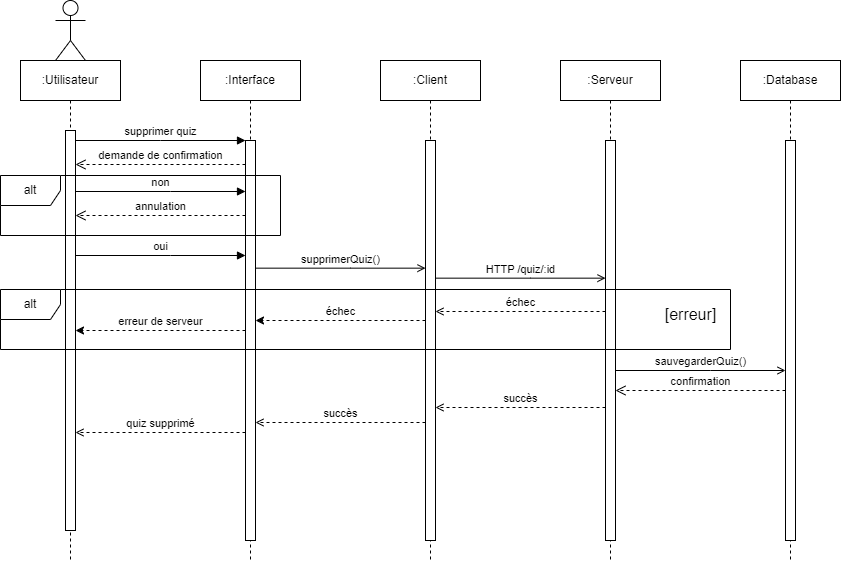 :Utilisateur
:Interface
:Client
:Serveur
:Database
supprimer quiz
demande de confirmation
alt
non
annulation
oui
supprimerQuiz()
HTTP /quiz/:id
alt
échec
[erreur]
échec
erreur de serveur
sauvegarderQuiz()
confirmation
succès
succès
quiz supprimé